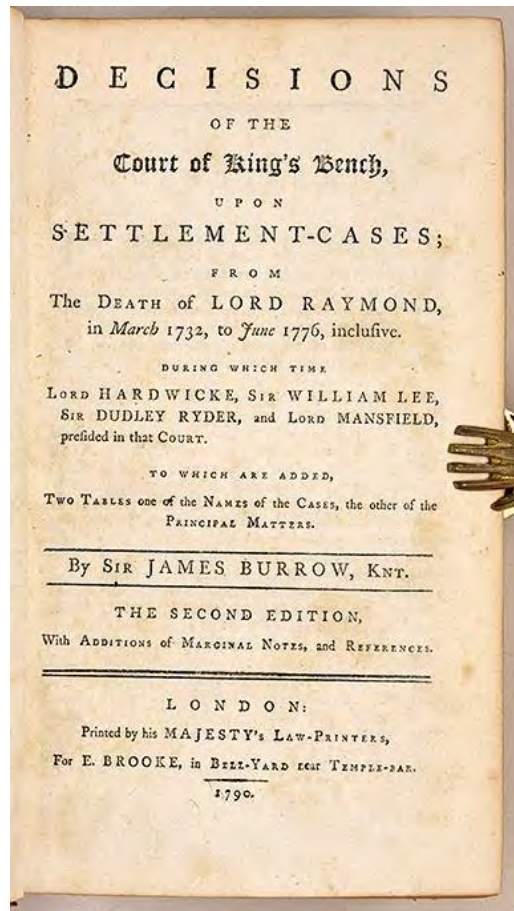 DECISIONS
OF THE
Court of King's Bench,
UPON
SETTLEMENT-CASES;
FROM
The DEATH of LORD RAYMOND,
in March 1732, to June 1776, incluſive.
DURING WHICH TIME
LORD HARDWICKE, SIR WILLIAM LEE,
SIR DUDLEY RYDER, and LORD MANSFIELD,
preſided in that COURT.
TO WHICH ARE ADDED,
TWO TABLES one of the NAMES of the CASES, the other of the
PRINCIPAL MATTERS.
By SIR JAMES BURROW, KNT.
THE SECOND EDITION,
With ADDITIONS of MARGINAL NOTES, and REFERENCES.
LONDON:
Printed by his MAJESTY's LAW-PRINTERS,
For E. BROOKE, in BELL-YARD near TEMPLE-BAR.
1790.